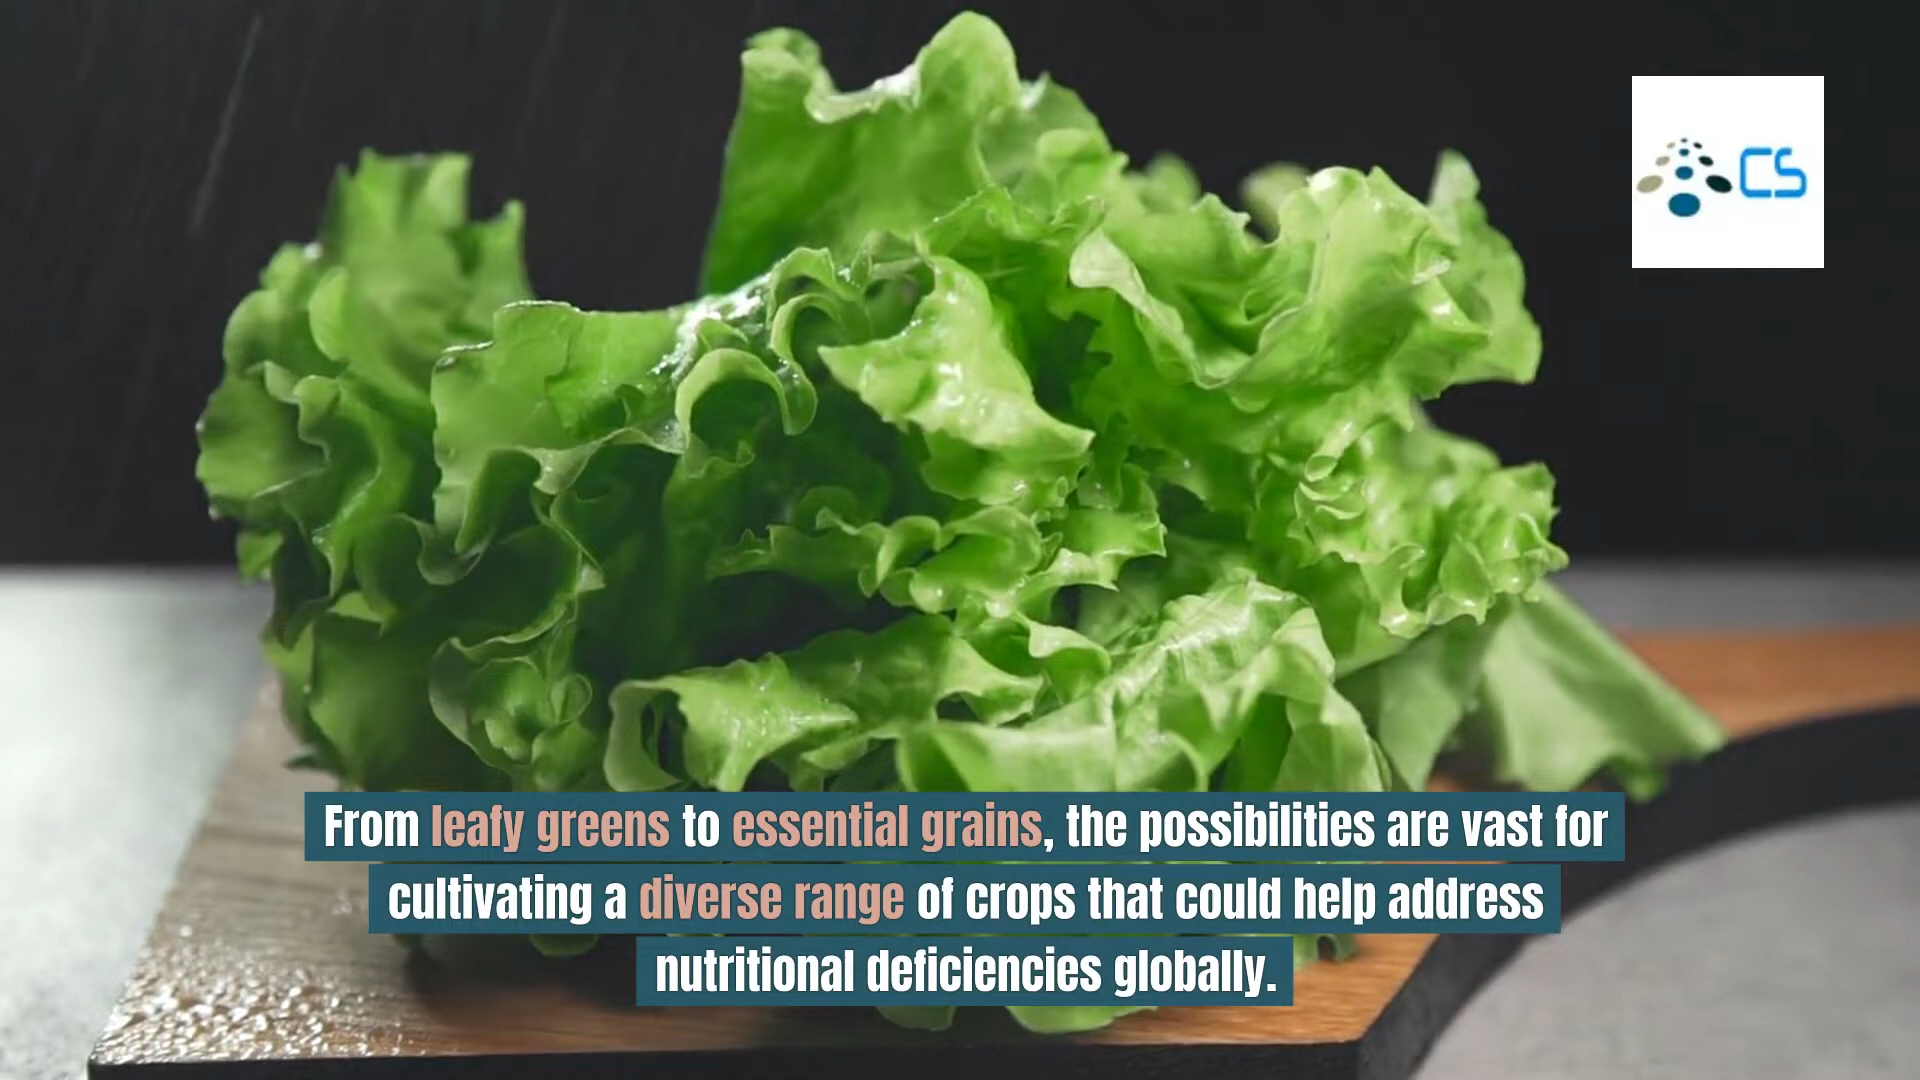 CS
From leafy greens to essential grains, the possibilities are vast for
cultivating a diverse range of crops that could help address
nutritional deficiencies globally.